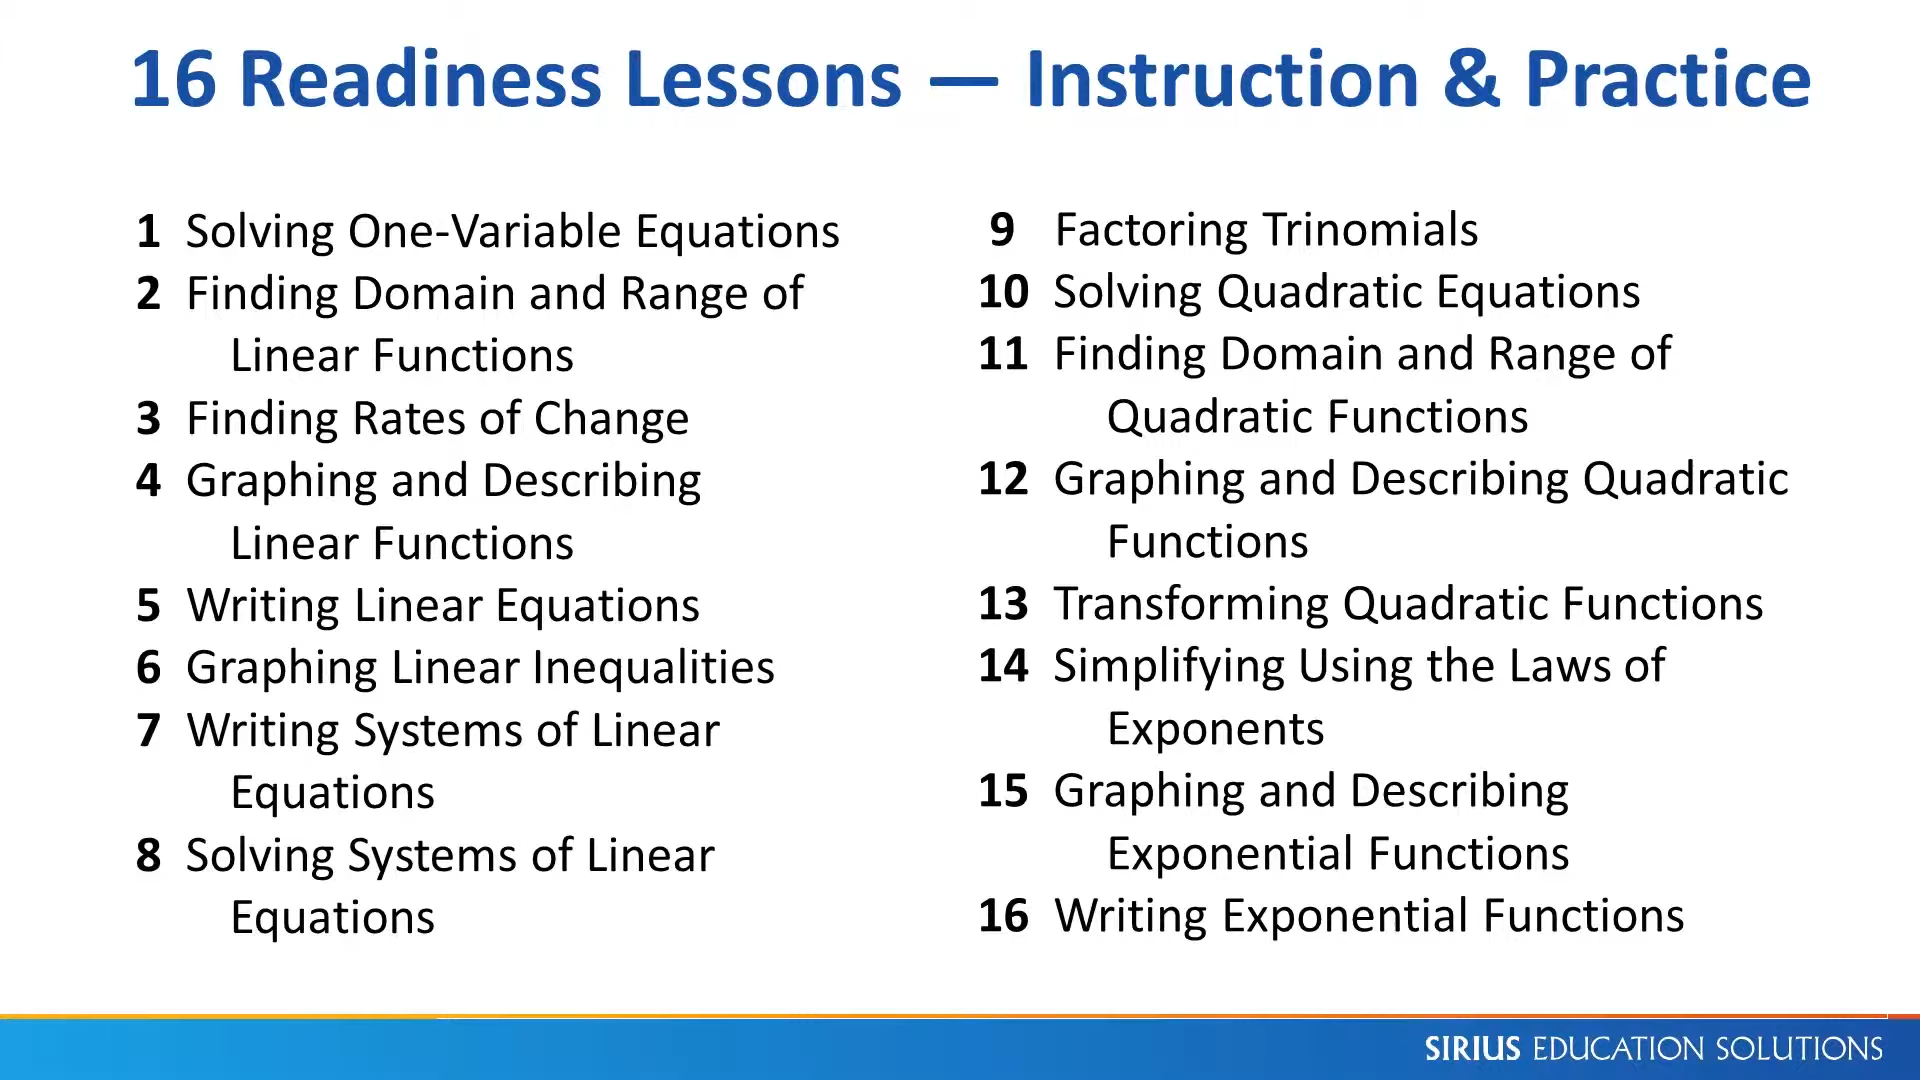 16 Readiness Lessons — Instruction & Practice
1 Solving One-Variable Equations
2 Finding Domain and Range of
Linear Functions
3 Finding Rates of Change
4 Graphing and Describing
Linear Functions
5 Writing Linear Equations
6 Graphing Linear Inequalities
7 Writing Systems of Linear
Equations
8 Solving Systems of Linear
Equations
9 Factoring Trinomials
10 Solving Quadratic Equations
11 Finding Domain and Range of
Quadratic Functions
12 Graphing and Describing Quadratic
Functions
13 Transforming Quadratic Functions
14 Simplifying Using the Laws of
Exponents
15 Graphing and Describing
Exponential Functions
16 Writing Exponential Functions
SIRIUS EDUCATION SOLUTIONS